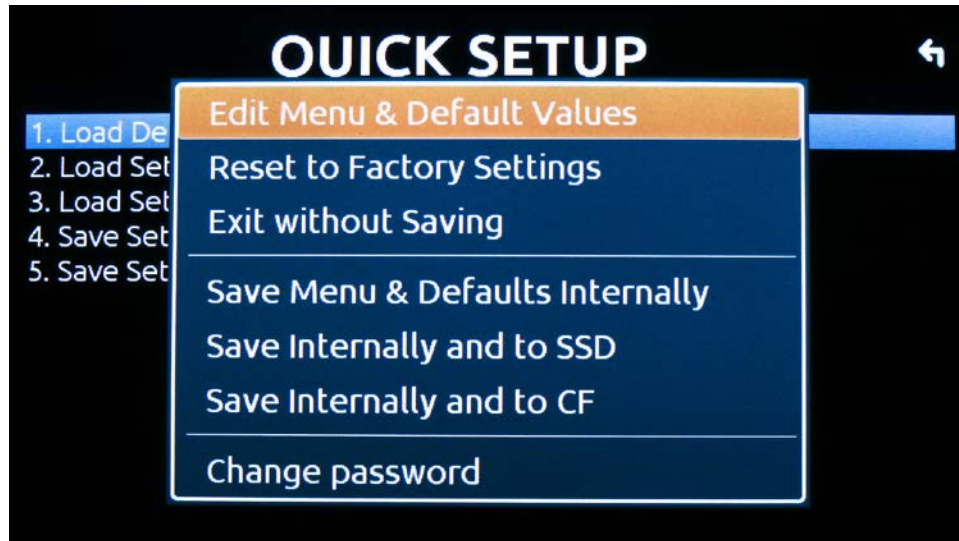 OUICK SETUP
1. Load De
2. Load Set
3. Load Set
4. Save Set
5. Save Set
Edit Menu & Default Values
Reset to Factory Settings
Exit without Saving
Save Menu & Defaults Internally
Save Internally and to SSD
Save Internally and to CF
Change password